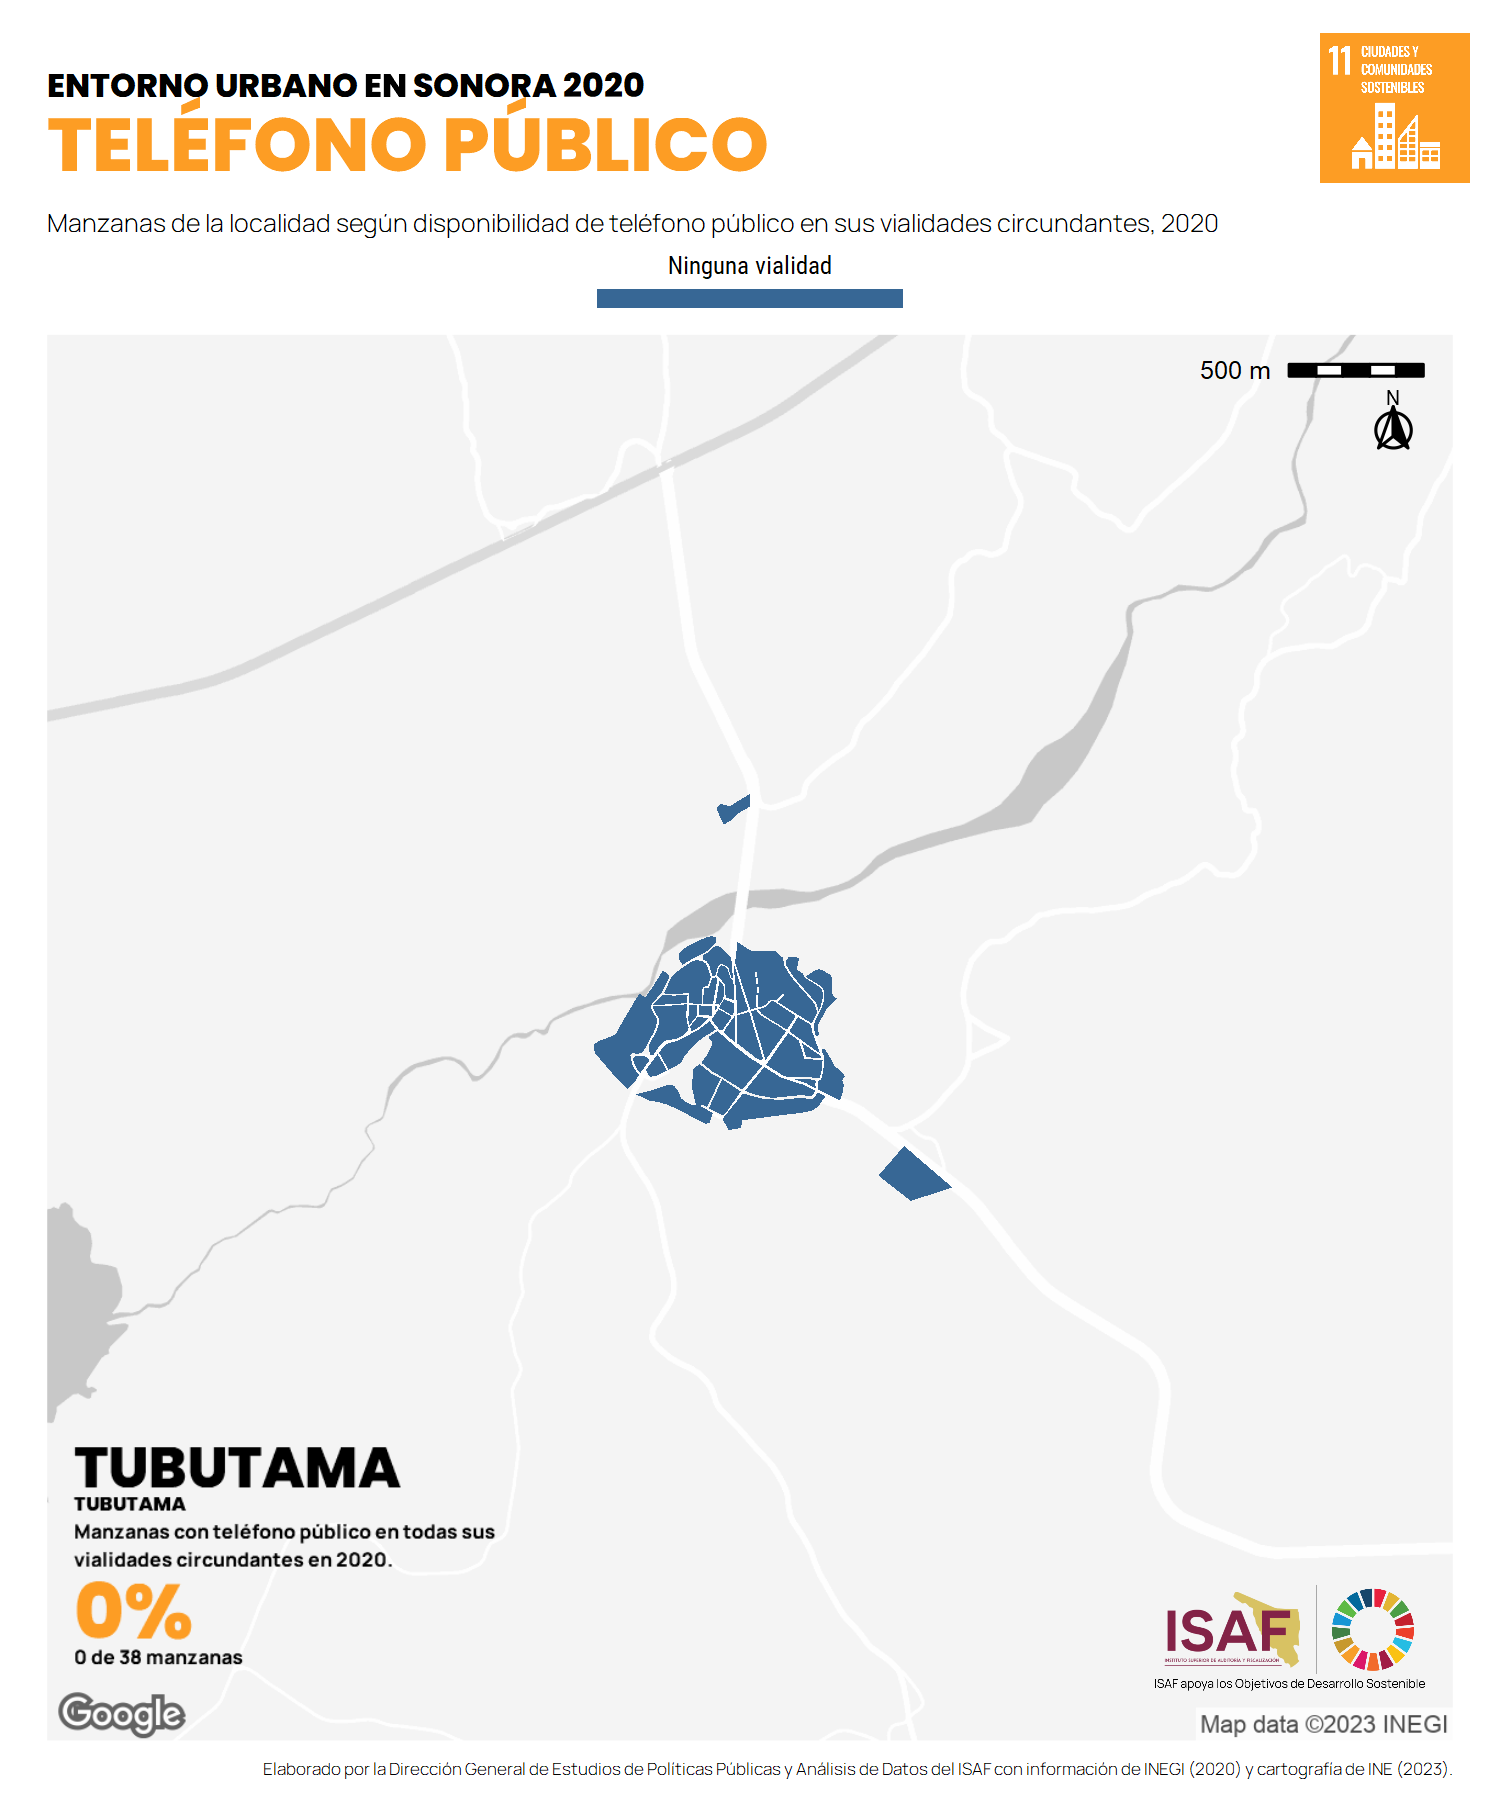 ENTORNO URBANO EN SONORA 2020
TELÉFONO PÚBLICO
11 CIUDADES Y
COMUNIDADES
SOSTENIBLES
Manzanas de la localidad según disponibilidad de teléfono público en sus vialidades circundantes, 2020
Ninguna vialidad
500 m
N
TUBUTAMA
TUBUTAMA
Manzanas con teléfono público en todas sus
vialidades circundantes en 2020.
0%
0 de 38 manzanas
Google
ISAF
INSTITUTO SUPERIOR DE AUDITORÍA Y FISCALIZACIÓN
ISAF apoya los Objetivos de Desarrollo Sostenible
Map data ©2023 INEGI
Elaborado por la Dirección General de Estudios de Políticas Públicas y Análisis de Datos del ISAF con información de INEGI (2020) y cartografía de INE (2023).